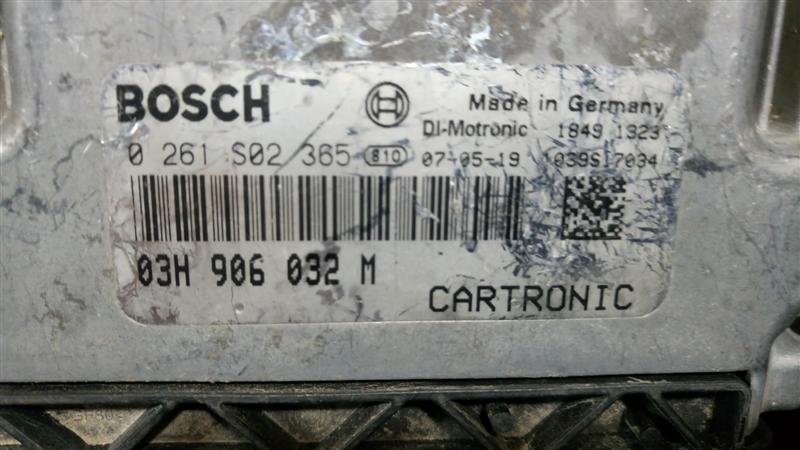 BOSCH
Made in Germany
DI-Motronic 1849 1323
0 261 S02 365 810 07-05-19 039S17034
03H 906 032 M
CARTRONIC